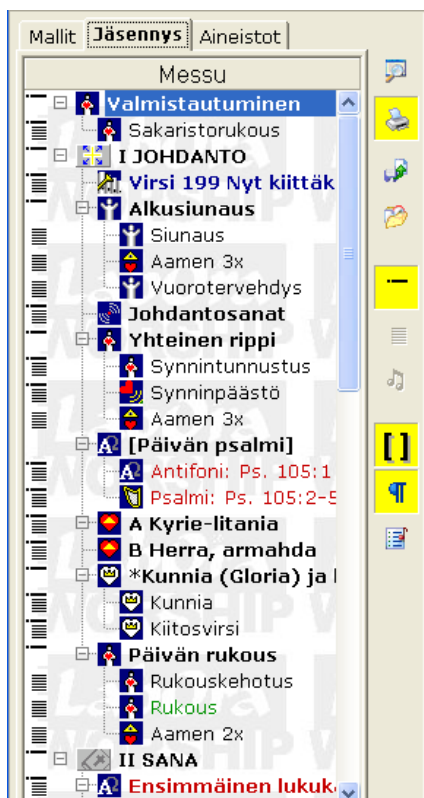 Mallit Jäsennys Aineistot
Messu
Valmistautuminen
Sakaristorukous
I JOHDANTO
Virsi 199 Nyt kiittäk
Alkusiunaus
Siunaus
Aamen 3x
Vuorotervehdys
Johdantosanat
Yhteinen rippi
Synnintunnustus
Synninpäästö
Aamen 3x
[Päivän psalmi]
Antifoni: Ps. 105:1
Psalmi: Ps. 105:2-5
A Kyrie-litania
B Herra, armahda
*Kunnia (Gloria) ja
Kunnia
Kiitosvirsi
Päivän rukous
Rukouskehotus
Rukous
Aamen 2x
II SANA
Ensimmäinen lukuk